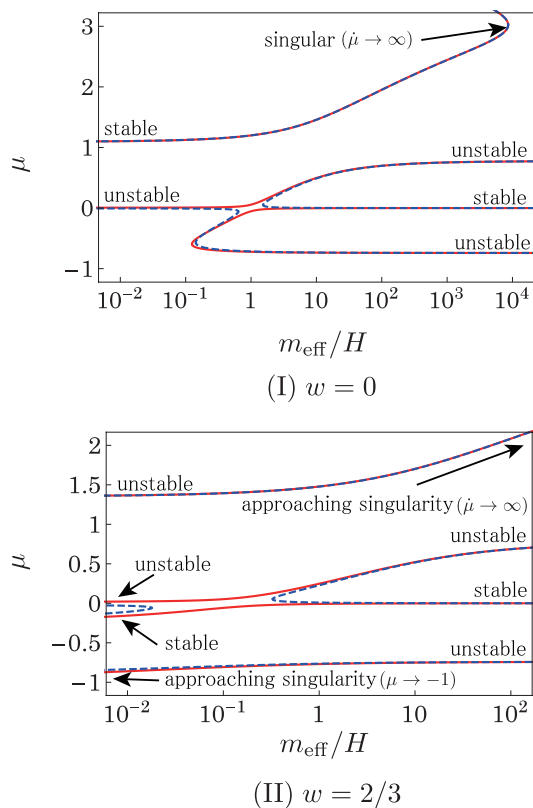 singular (μ̇ → ∞)
3
stable
2
μ
unstable
1
unstable
stable
0
unstable
−1
10⁻² 10⁻¹ 1 10 10² 10³ 10⁴
m_eff/H
(I) w = 0
2
unstable
1.5
approaching singularity (μ̇ → ∞)
1
μ
unstable
unstable
0.5
stable
0
stable
−0.5
unstable
−1
approaching singularity (μ → −1)
10⁻² 10⁻¹ 1 10 10²
m_eff/H
(II) w = 2/3